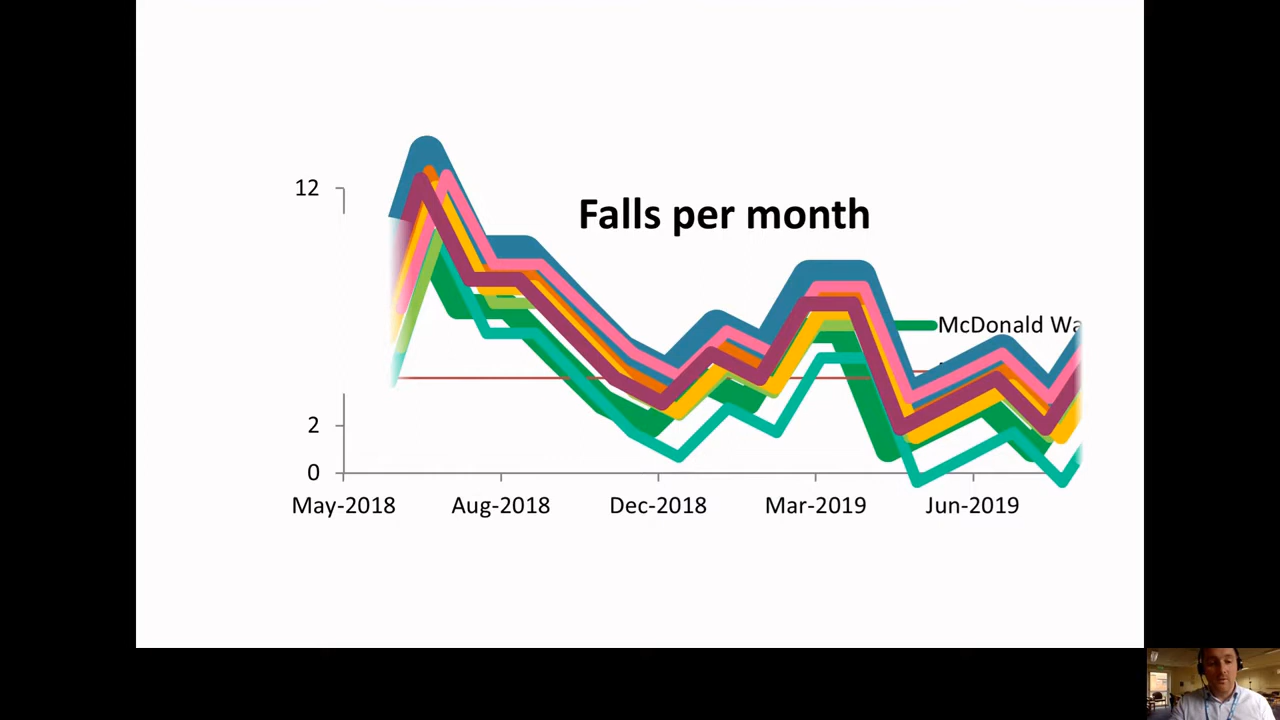 12
Falls per month
McDonald Wa
2
0
May-2018 Aug-2018 Dec-2018 Mar-2019 Jun-2019